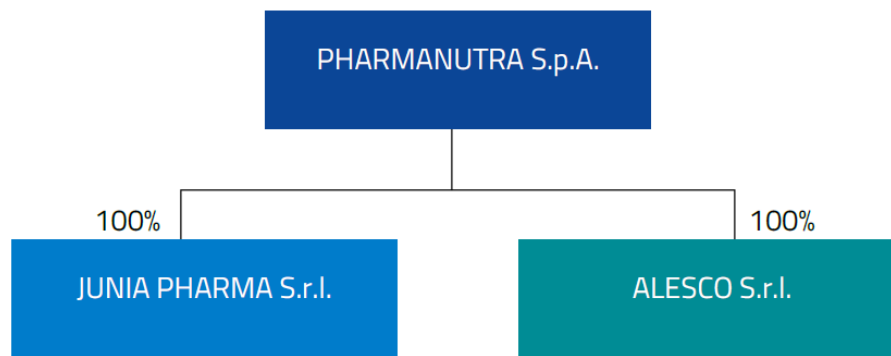 PHARMANUTRA S.p.A.
100%
100%
JUNIA PHARMA S.r.l.
ALESCO S.r.l.